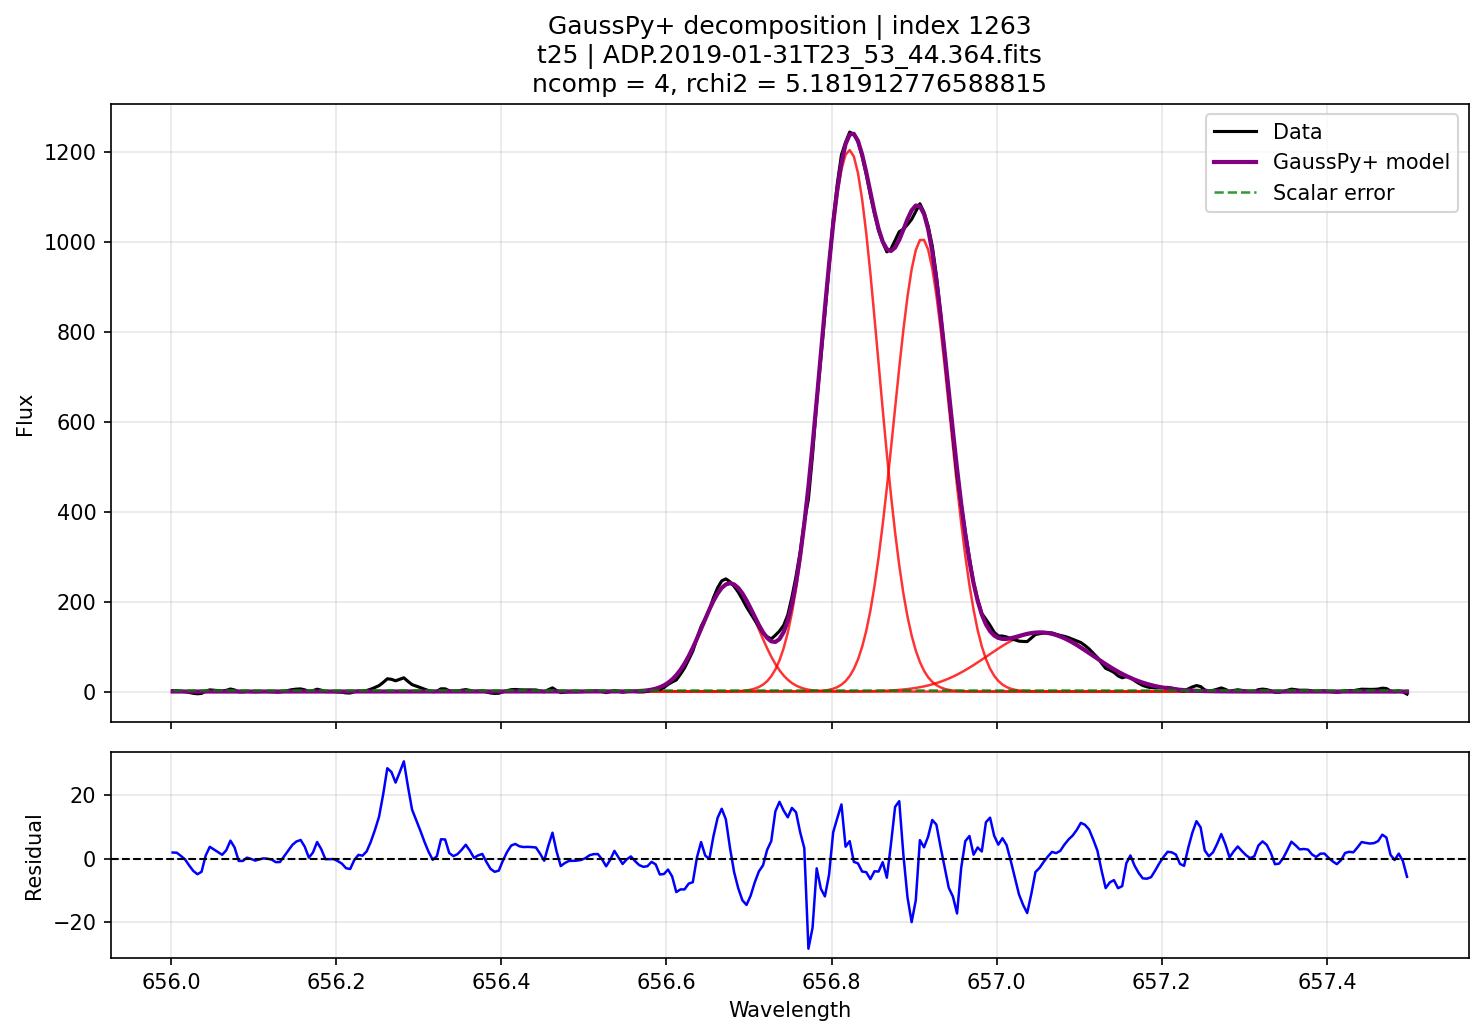 GaussPy+ decomposition | index 1263
t25 | ADP.2019-01-31T23_53_44.364.fits
ncomp = 4, rchi2 = 5.181912776588815
Data
GaussPy+ model
Scalar error
1200
1000
800
600
400
200
0
Flux
20
0
−20
Residual
656.0 656.2 656.4 656.6 656.8 657.0 657.2 657.4
Wavelength